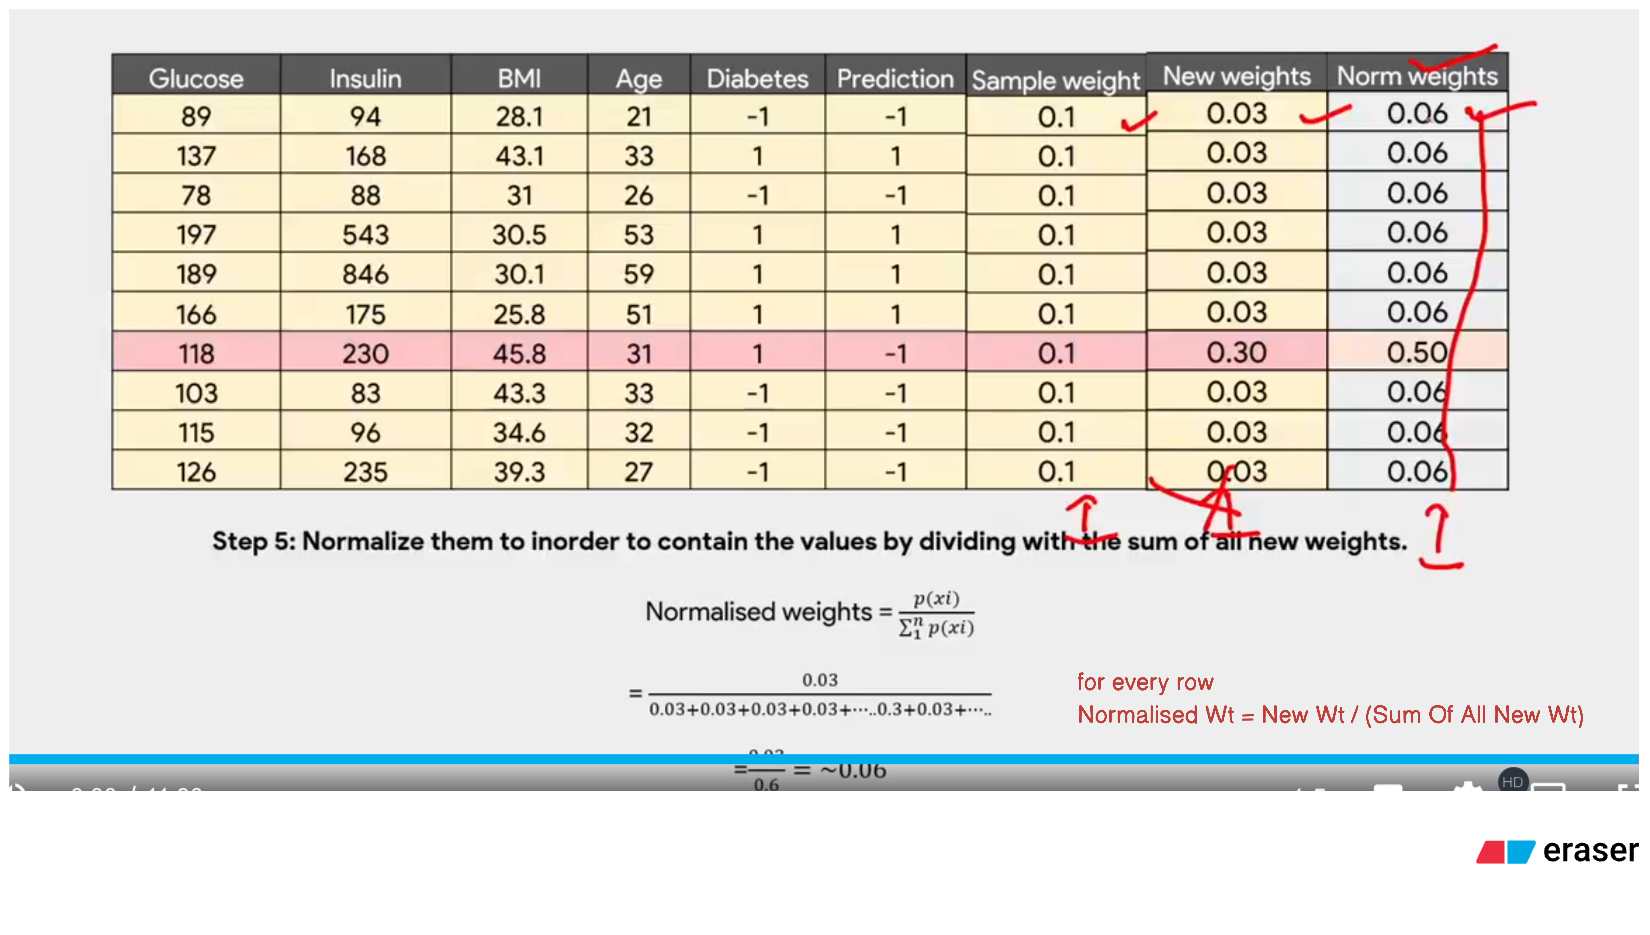 Glucose Insulin BMI Age Diabetes Prediction Sample weight New weights Norm weights
89 94 28.1 21 -1 -1 0.1 0.03 0.06
137 168 43.1 33 1 1 0.1 0.03 0.06
78 88 31 26 -1 -1 0.1 0.03 0.06
197 543 30.5 53 1 1 0.1 0.03 0.06
189 846 30.1 59 1 1 0.1 0.03 0.06
166 175 25.8 51 1 1 0.1 0.03 0.06
118 230 45.8 31 1 -1 0.1 0.30 0.50
103 83 43.3 33 -1 -1 0.1 0.03 0.06
115 96 34.6 32 -1 -1 0.1 0.03 0.06
126 235 39.3 27 -1 -1 0.1 0.03 0.06
Step 5: Normalize them to inorder to contain the values by dividing with the sum of all new weights.
Normalised weights = p(xi) / ∑₁ⁿ p(xi)
= 0.03 / 0.03+0.03+0.03+0.03+⋯..0.3+0.03+⋯..
for every row
Normalised Wt = New Wt / (Sum Of All New Wt)
= 0.03 / 0.6 = ~0.06
HD
eraser